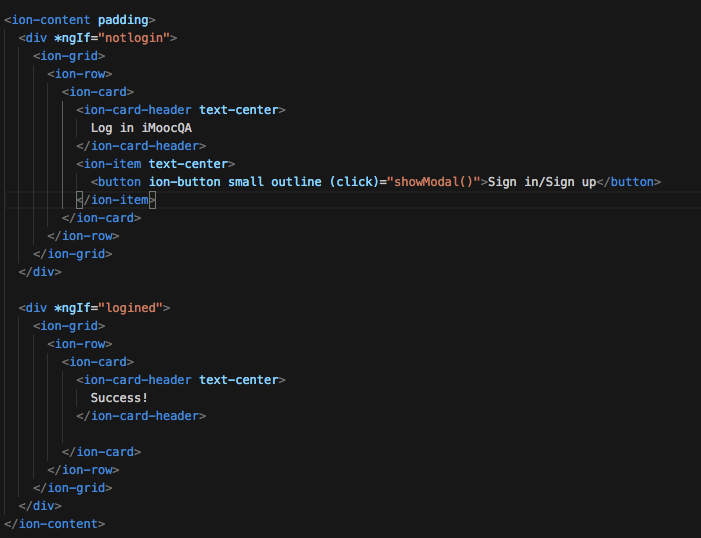 <ion-content padding>
<div *ngIf="notlogin">
<ion-grid>
<ion-row>
<ion-card>
<ion-card-header text-center>
Log in iMoocQA
</ion-card-header>
<ion-item text-center>
<button ion-button small outline (click)="showModal()">Sign in/Sign up</button>
</ion-item>
</ion-card>
</ion-row>
</ion-grid>
</div>
<div *ngIf="logined">
<ion-grid>
<ion-row>
<ion-card>
<ion-card-header text-center>
Success!
</ion-card-header>
</ion-card>
</ion-row>
</ion-grid>
</div>
</ion-content>